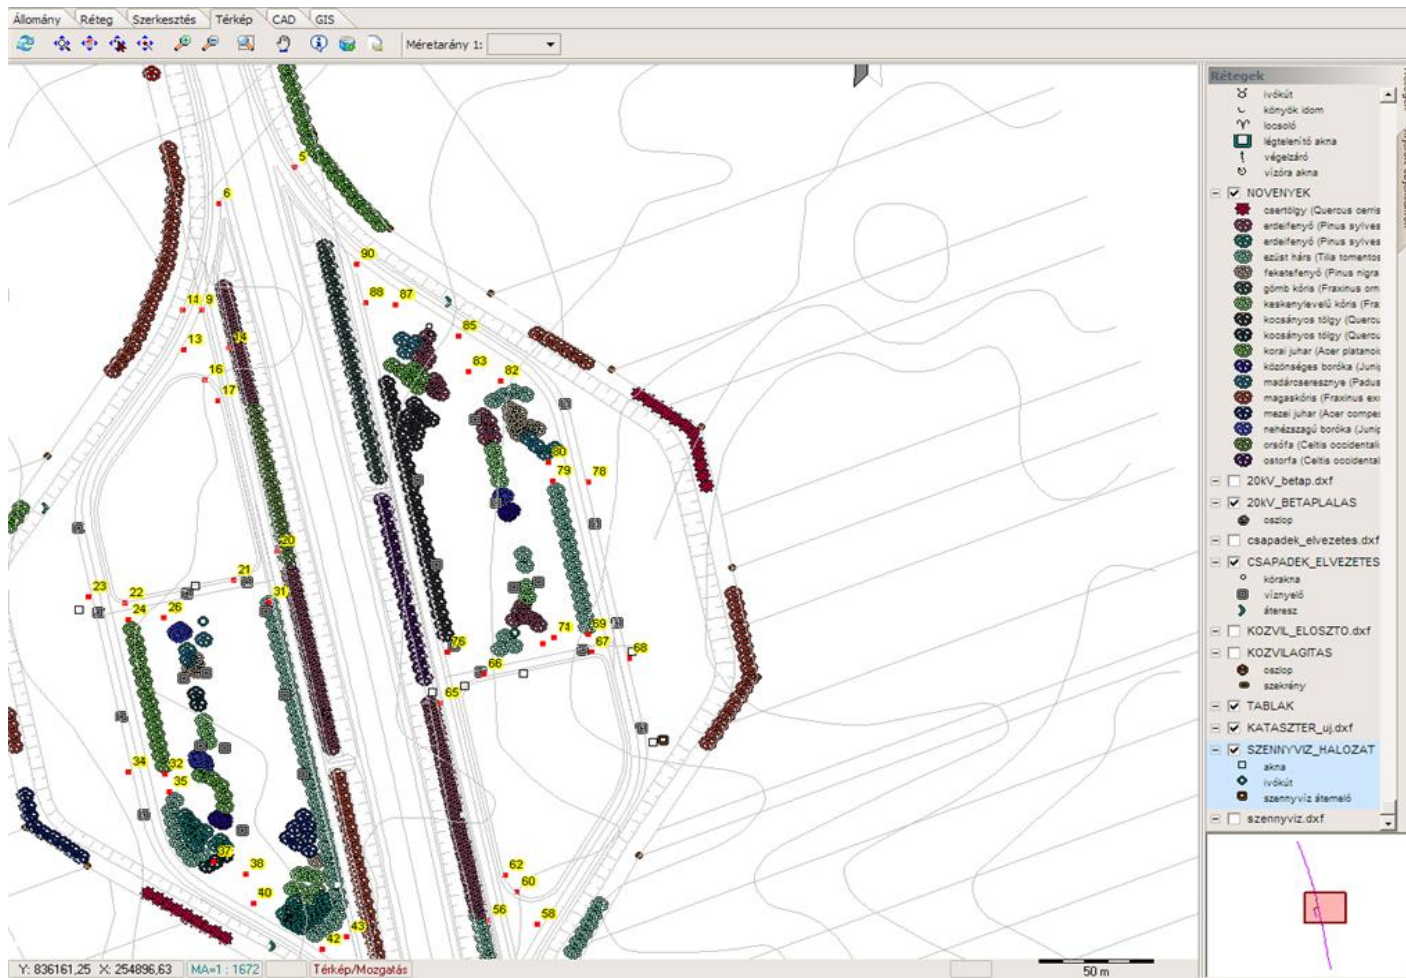 Állomány Réteg Szerkesztés Térkép CAD GIS
Méretarány 1:
Rétegek
ivókút
könyök idom
locsoló
légtelenítő akna
végelzáró
vízóra akna
NOVENYEK
csertölgy (Quercus cerris
erdeifenyő (Pinus sylves
erdeifenyő (Pinus sylves
ezüst hárs (Tilia tomentos
feketefenyő (Pinus nigra
gömb kőris (Fraxinus orn
keskenylevelű kőris (Fra
kocsányos tölgy (Quercu
kocsányos tölgy (Quercu
korai juhar (Acer platanoic
közönséges boróka (Junip
madárcseresznye (Padus
magaskőris (Fraxinus exc
mezei juhar (Acer compes
nehézszagú boróka (Junip
orsófa (Celtis occidentali
ostorfa (Celtis occidental
20kV_betap.dxf
20kV_BETAPLALAS
oszlop
csapadek_elvezetes.dxf
CSAPADEK_ELVEZETES
körakna
víznyelő
áteresz
KOZVIL_ELOSZTO.dxf
KOZVILAGITAS
oszlop
szekrény
TABLAK
KATASZTER_uj.dxf
SZENNYVIZ_HALOZAT
akna
ivókút
szennyvíz átemelő
szennyviz.dxf
5
6
90
88
87
9
85
13
14
83
82
16
17
80
79
78
20
21
23
22
31
24
26
69
71
67
76
68
66
65
34
32
35
37
62
38
60
40
56
58
43
42
Y: 836161,25 X: 254896,63 MA=1 : 1672 Térkép/Mozgatás
50 m